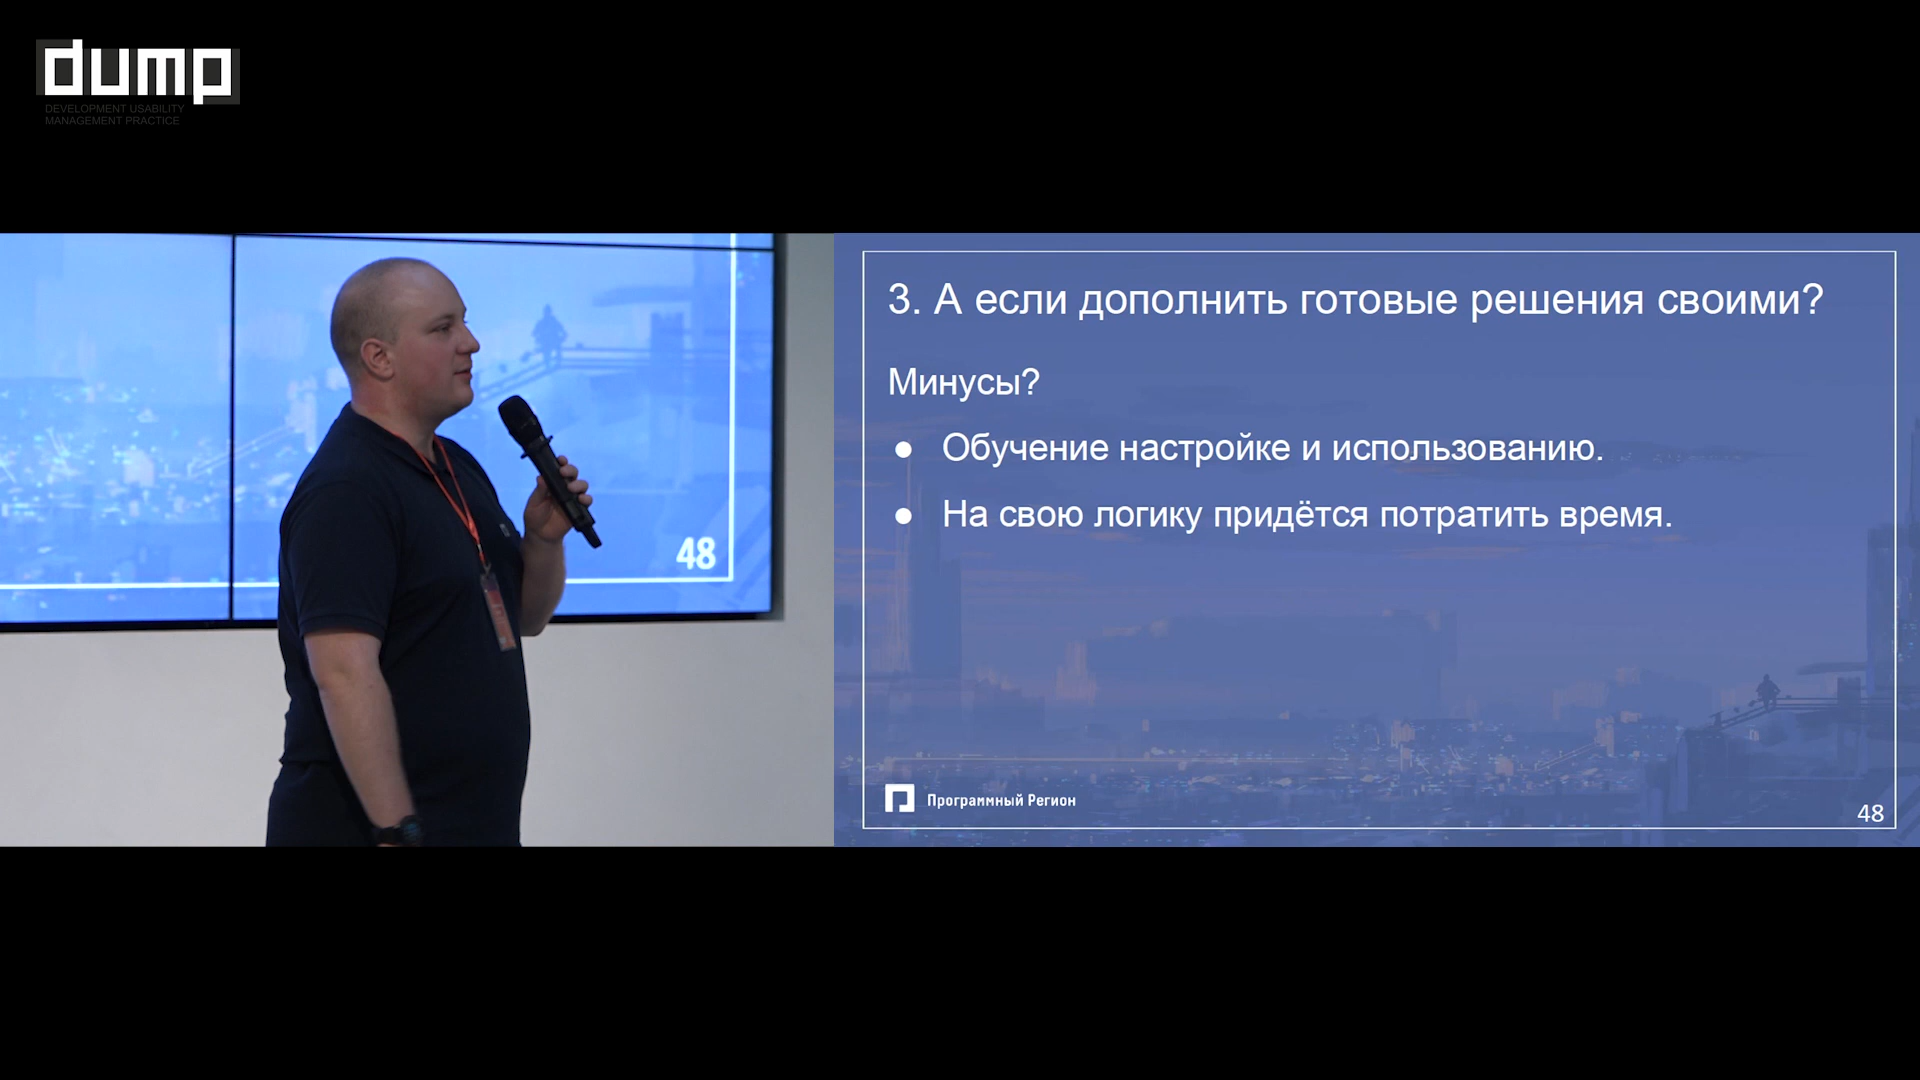 dump
DEVELOPMENT USABILITY
MANAGEMENT PRACTICE
48
3. А если дополнить готовые решения своими?
Минусы?
● Обучение настройке и использованию.
● На свою логику придётся потратить время.
Программный Регион
48